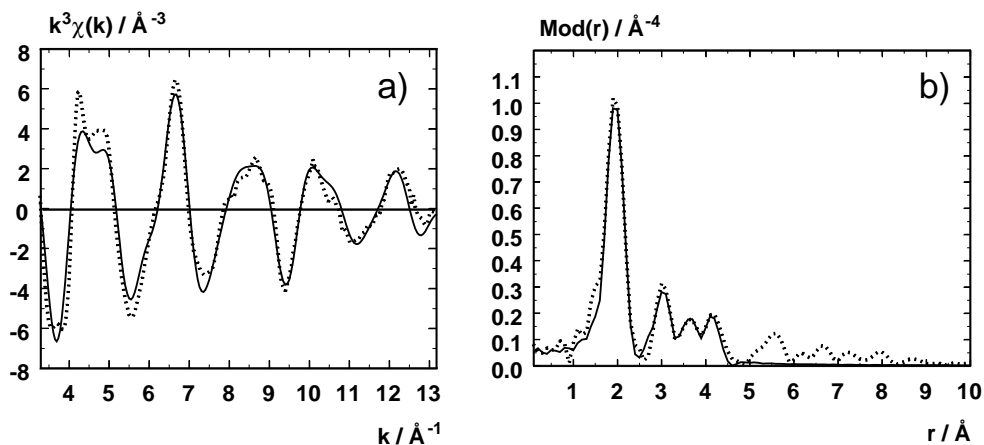 k³χ(k) / Å⁻³
a)
8
6
4
2
0
-2
-4
-6
-8
4 5 6 7 8 9 10 11 12 13
k / Å⁻¹
Mod(r) / Å⁻⁴
b)
1.1
1.0
0.9
0.8
0.7
0.6
0.5
0.4
0.3
0.2
0.1
0.0
1 2 3 4 5 6 7 8 9 10
r / Å